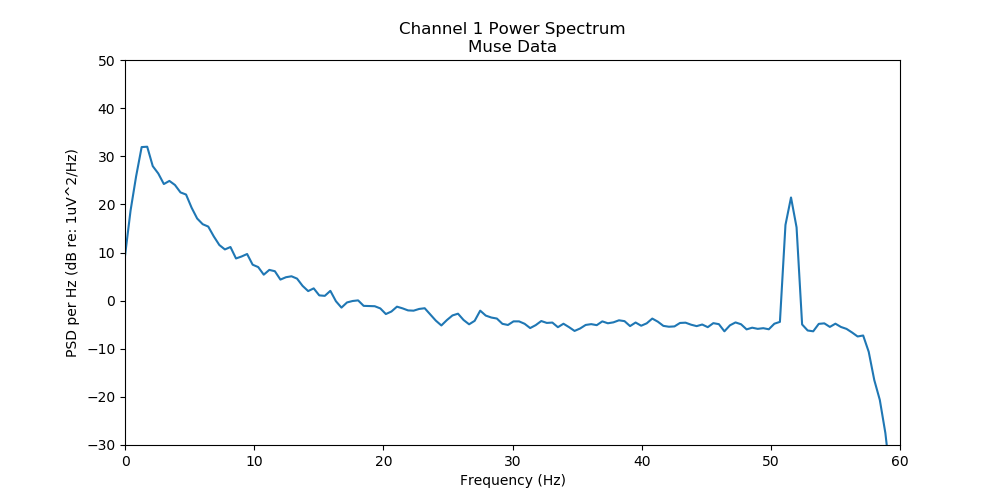 Channel 1 Power Spectrum
Muse Data
PSD per Hz (dB re: 1uV^2/Hz)
50
40
30
20
10
0
−10
−20
−30
0 10 20 30 40 50 60
Frequency (Hz)